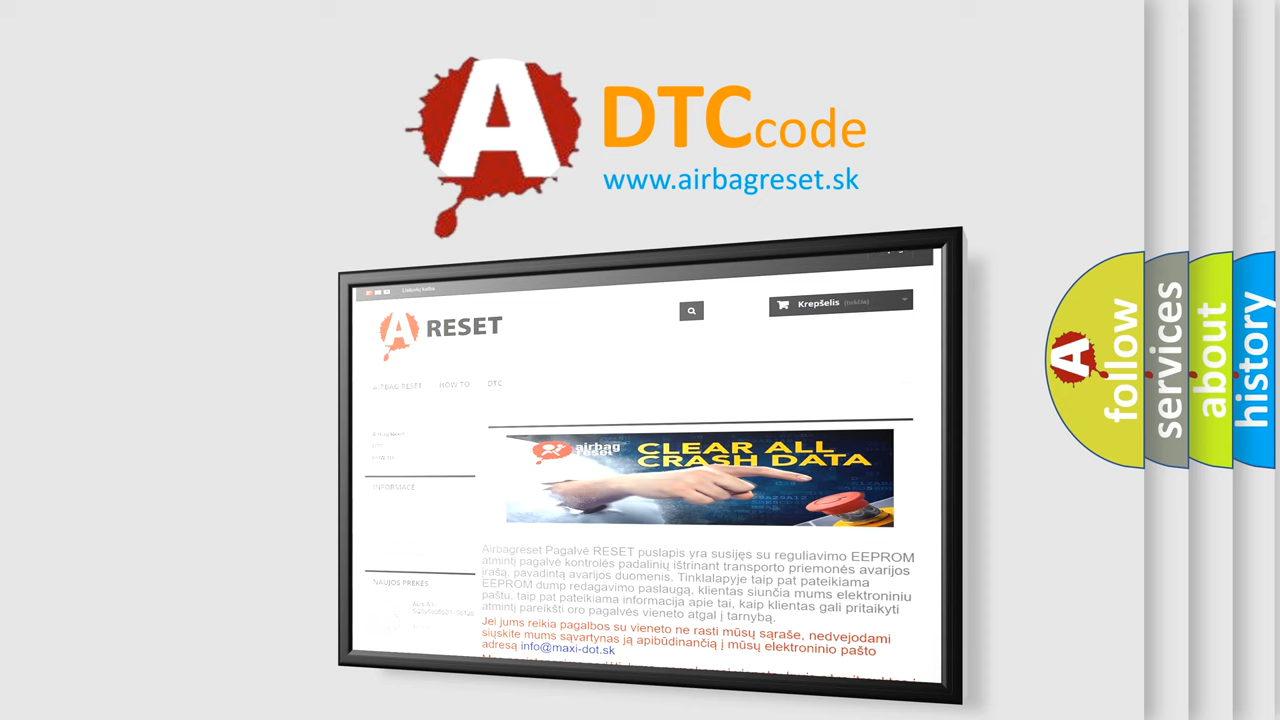 A
DTCcode
www.airbagreset.sk
Krepšelis (tuščia)
A RESET
AIRBAG RESET HOW TO DTC
airbag
reset
CLEAR ALL
CRASH DATA
INFORMACE
Airbagreset Pagalvė RESET puslapis yra susijęs su reguliavimo EEPROM
atmintį pagalvė kontrolės padalinių ištrinant transporto priemonės avarijos
įrašą, pavadintą avarijos duomenis. Tinklalapyje taip pat pateikiama
EEPROM dump redagavimo paslaugą, klientas siunčia mums elektroniniu
paštu, taip pat pateikiama informacija apie tai, kaip klientas gali pritaikyti
atmintį pareikšti oro pagalvės vieneto atgal į tarnybą.
Jei jums reikia pagalbos su vieneto ne rasti mūsų sąraše, nedvejodami
siųskite mums sąvartynas ją apibūdinančią į mūsų elektroninio pašto
adresą info@maxi-dot.sk
NAUJOS PREKĖS
A
follow
services
about
history